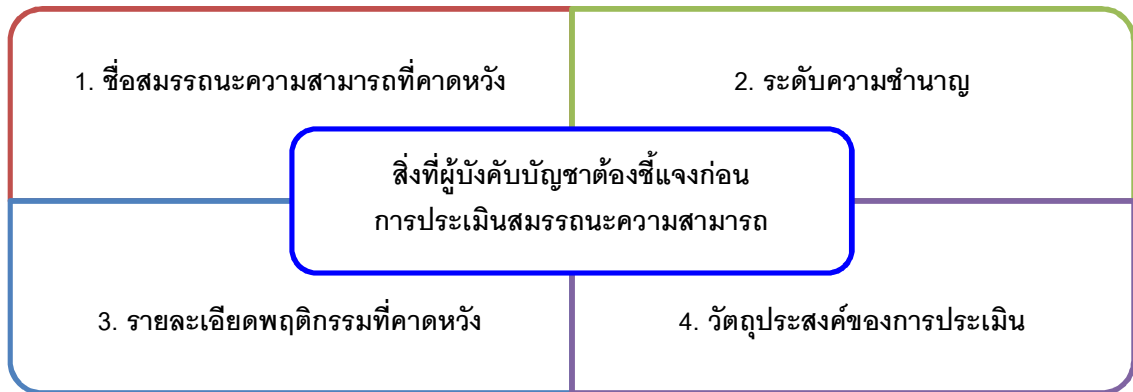 1. ชื่อสมรรถนะความสามารถที่คาดหวัง
2. ระดับความชำนาญ
สิ่งที่ผู้บังคับบัญชาต้องชี้แจงก่อน
การประเมินสมรรถนะความสามารถ
3. รายละเอียดพฤติกรรมที่คาดหวัง
4. วัตถุประสงค์ของการประเมิน